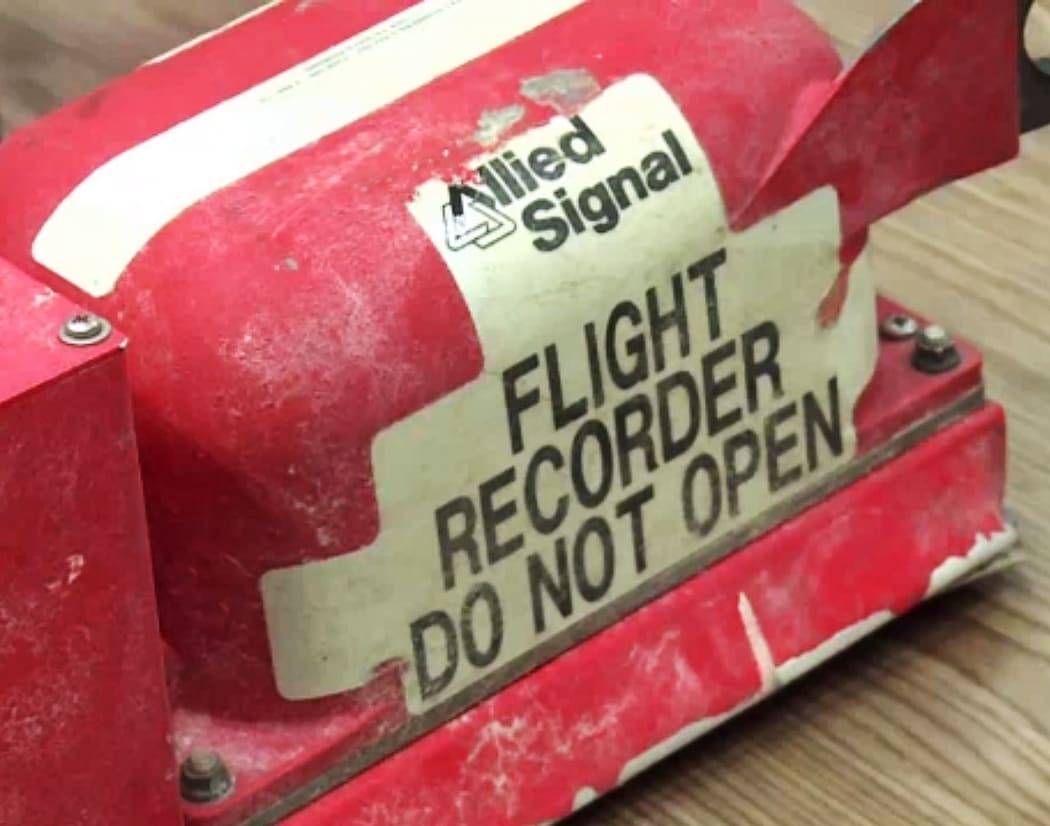 Allied
Signal
FLIGHT
RECORDER
DO NOT OPEN